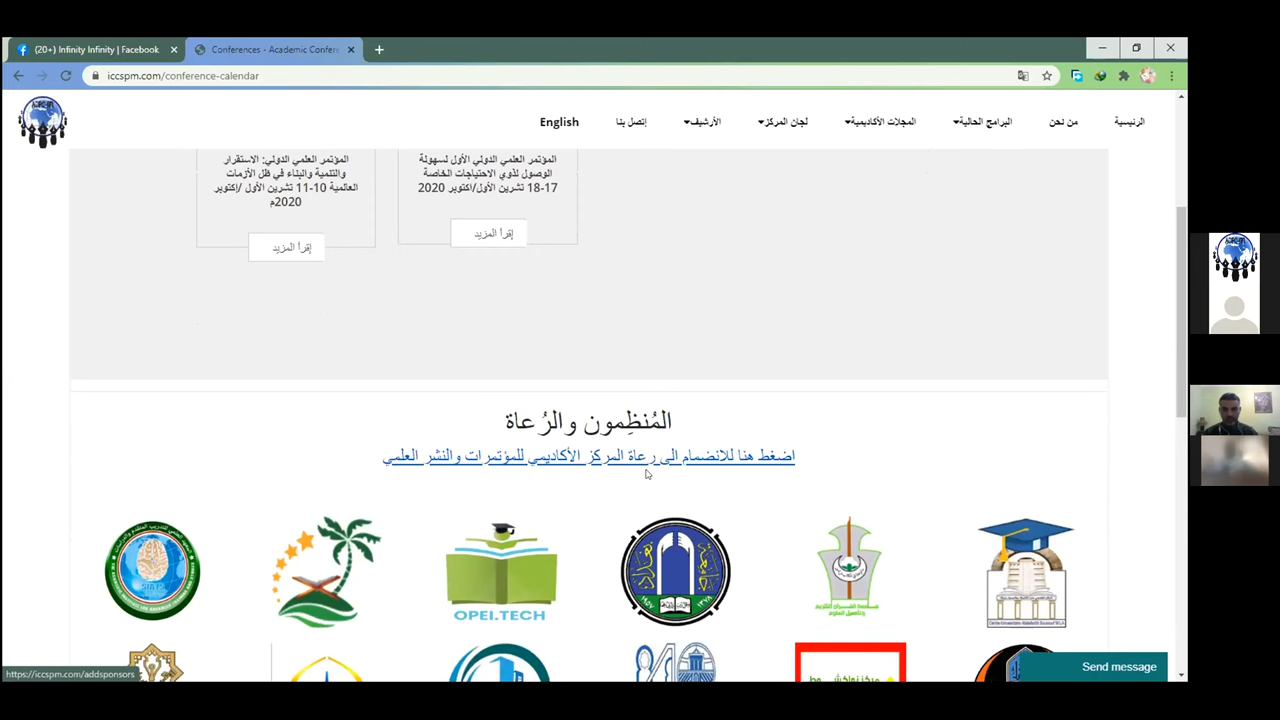 (20+) Infinity Infinity | Facebook
Conferences - Academic Confere
iccspm.com/conference-calendar
الرئيسية
من نحن
البرامج الحالية
المجلات الأكاديمية
لجان المركز
الأرشيف
إتصل بنا
English
المؤتمر العلمي الدولي الأول لسهولة
الوصول لذوي الاحتياجات الخاصة
17-18 تشرين الأول/اكتوبر 2020
إقرأ المزيد
المؤتمر العلمي الدولي: الاستقرار
والتنمية والبناء في ظل الأزمات
العالمية 10-11 تشرين الأول /إكتوبر
2020م
إقرأ المزيد
المُنظِمون والرُعاة
اضغط هنا للانضمام الى رعاة المركز الأكاديمي للمؤتمرات والنشر العلمي
OPEI.TECH
جامعة بغداد
Send message
https://iccspm.com/addsponsors